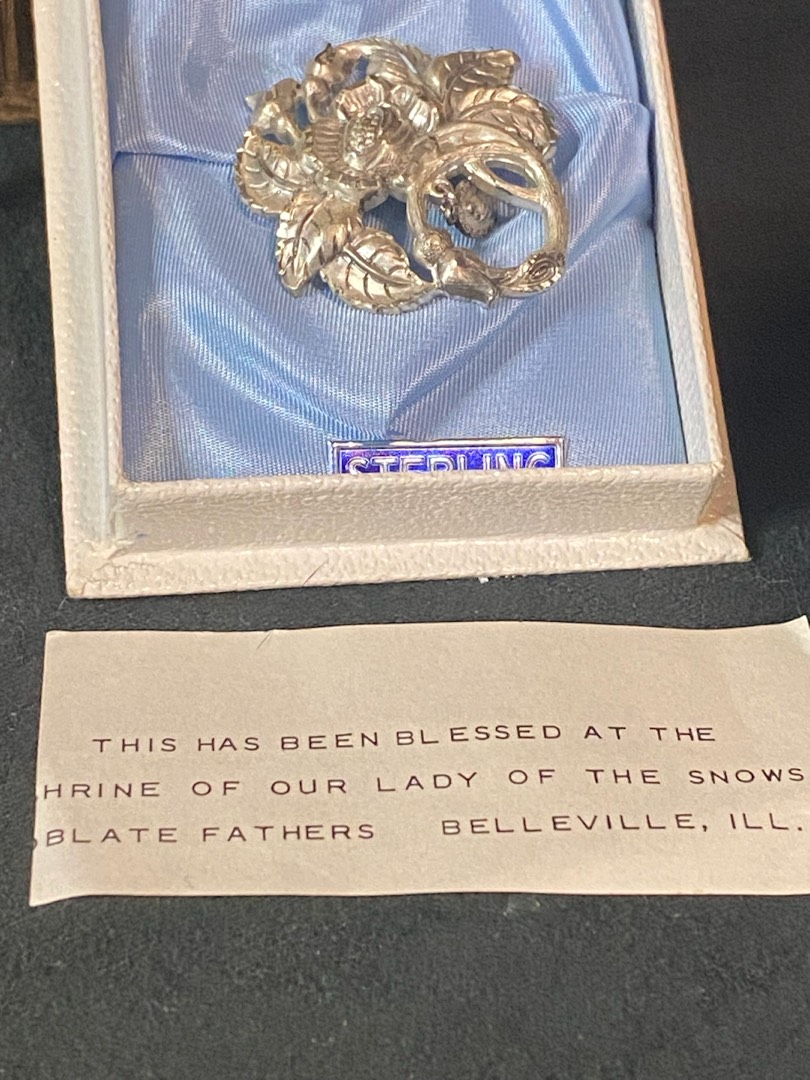 STERLING
THIS HAS BEEN BLESSED AT THE
HRINE OF OUR LADY OF THE SNOWS
BLATE FATHERS BELLEVILLE, ILL.